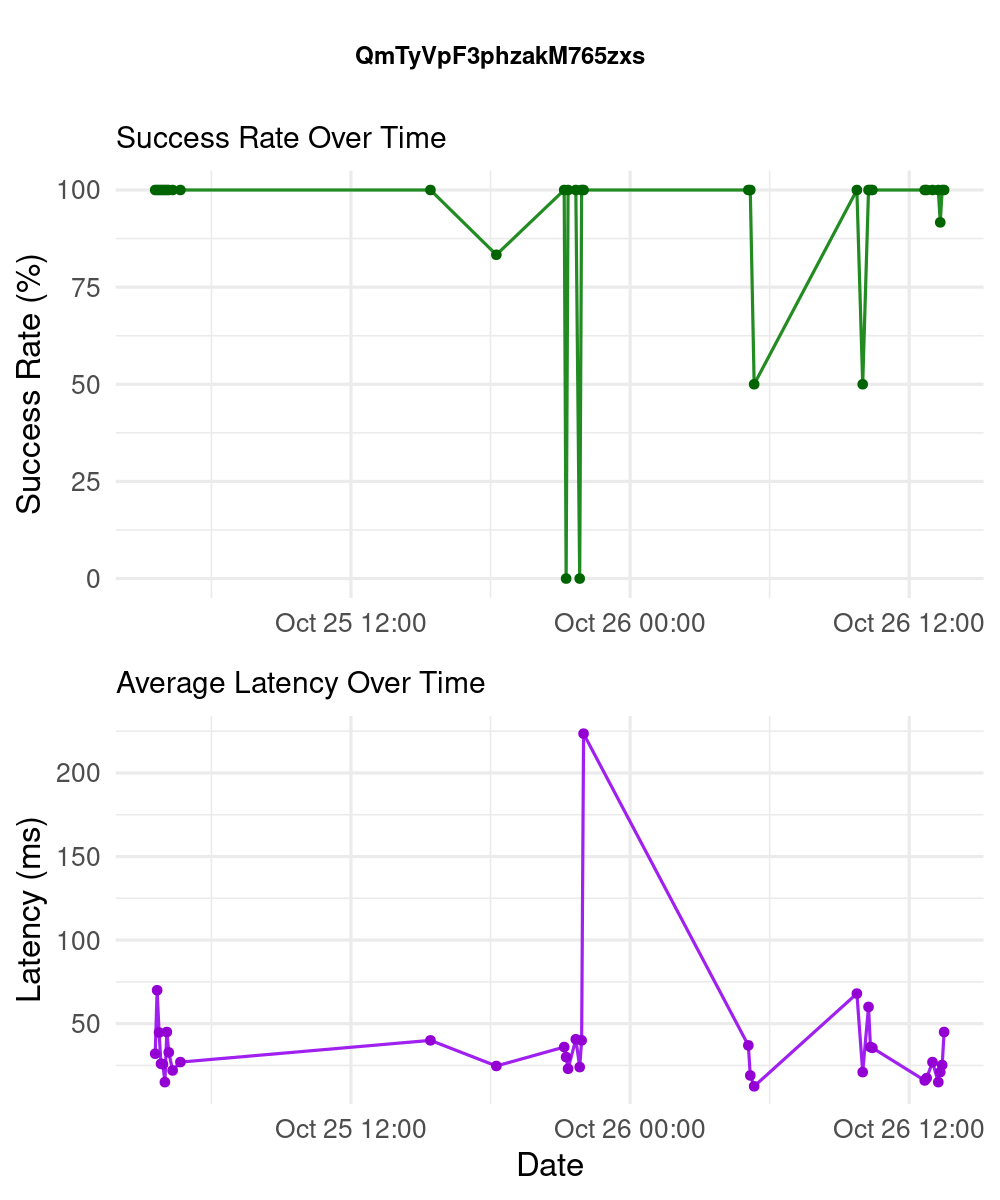 QmTyVpF3phzakM765zxs
Success Rate Over Time
Success Rate (%)
100
75
50
25
0
Oct 25 12:00
Oct 26 00:00
Oct 26 12:00
Average Latency Over Time
Latency (ms)
200
150
100
50
Oct 25 12:00
Oct 26 00:00
Oct 26 12:00
Date